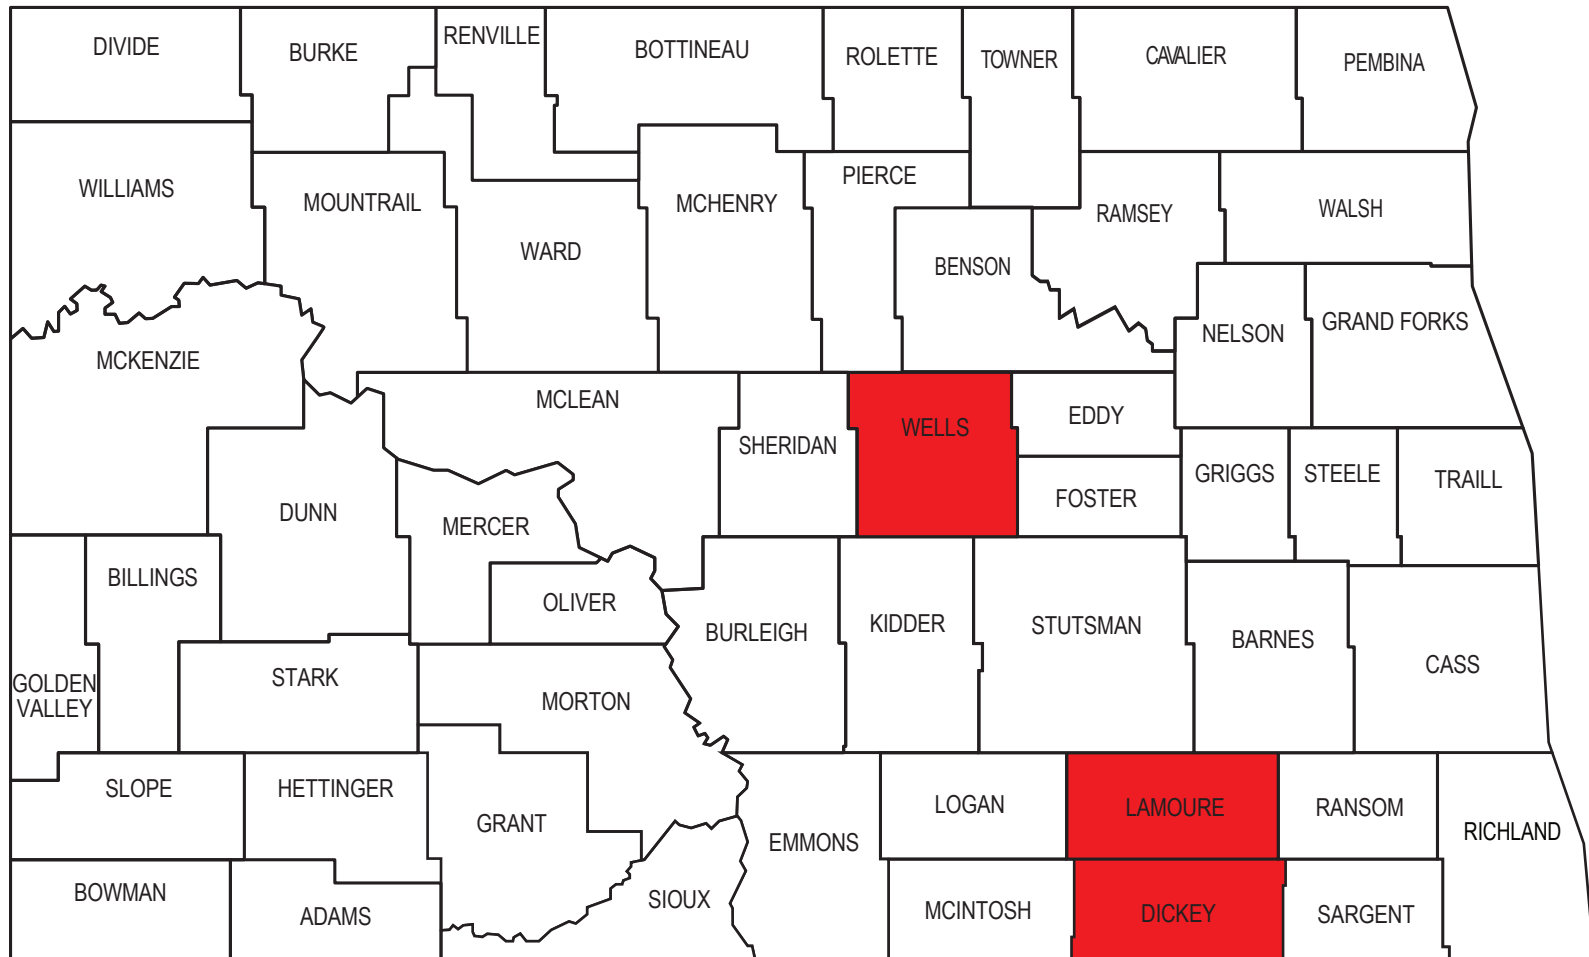 DIVIDE
BURKE
RENVILLE
BOTTINEAU
ROLETTE
TOWNER
CAVALIER
PEMBINA
WILLIAMS
MOUNTRAIL
WARD
MCHENRY
PIERCE
BENSON
RAMSEY
WALSH
MCKENZIE
NELSON
GRAND FORKS
MCLEAN
SHERIDAN
WELLS
EDDY
FOSTER
GRIGGS
STEELE
TRAILL
DUNN
MERCER
BILLINGS
OLIVER
BURLEIGH
KIDDER
STUTSMAN
BARNES
CASS
GOLDEN
VALLEY
STARK
MORTON
SLOPE
HETTINGER
GRANT
EMMONS
LOGAN
LAMOURE
RANSOM
RICHLAND
BOWMAN
ADAMS
SIOUX
MCINTOSH
DICKEY
SARGENT